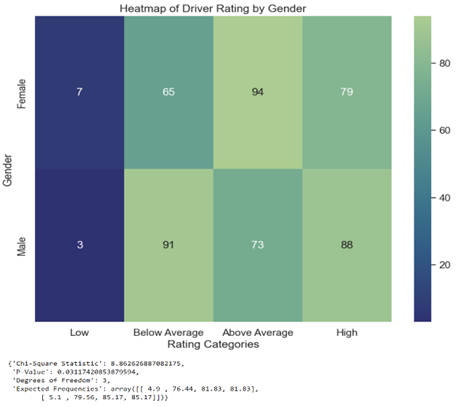 Heatmap of Driver Rating by Gender
Female 7 65 94 79
Male 3 91 73 88
Gender
Low Below Average Above Average High
Rating Categories
80
60
40
20
{'Chi-Square Statistic': 8.862626887082175,
'P Value': 0.03117420853879594,
'Degrees of Freedom': 3,
'Expected Frequencies': array([[ 4.9 , 76.44, 81.83, 81.83],
[ 5.1 , 79.56, 85.17, 85.17]])}